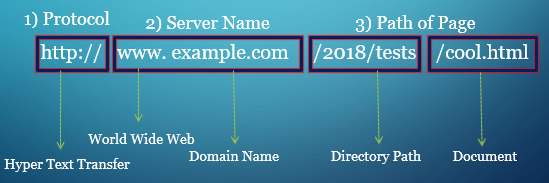 1) Protocol 2) Server Name 3) Path of Page
http:// www. example.com /2018/tests /cool.html
World Wide Web
Hyper Text Transfer Domain Name Directory Path Document